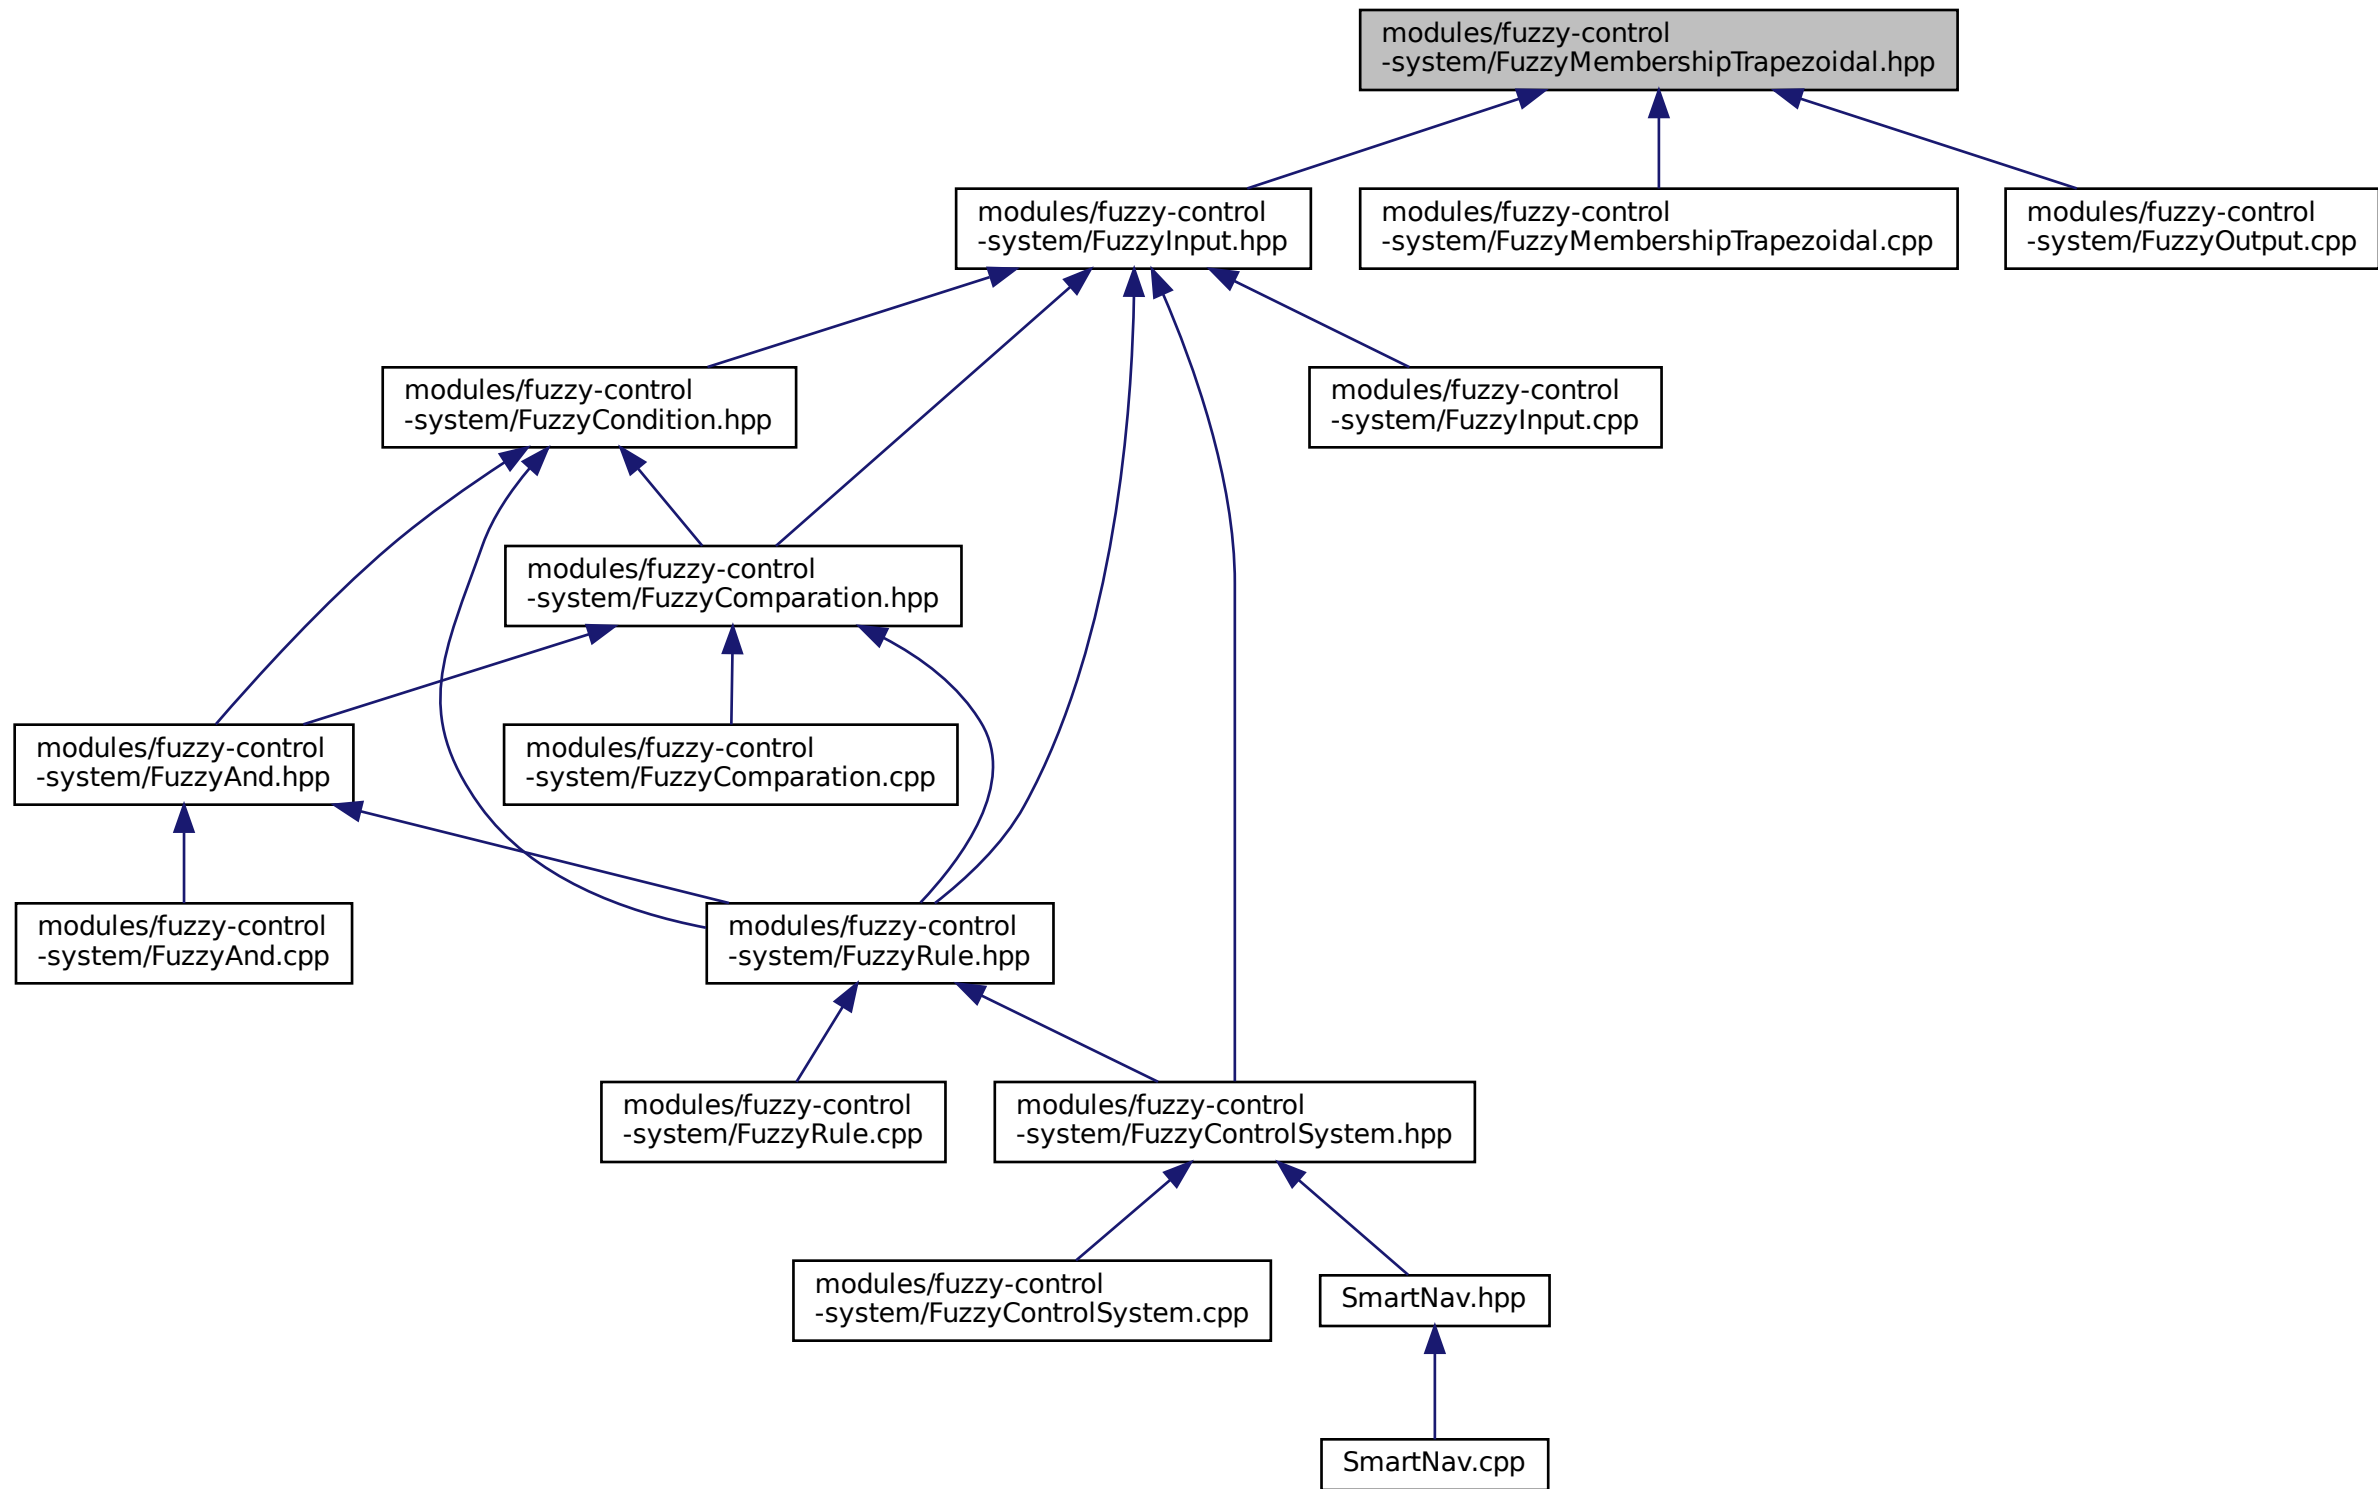 modules/fuzzy-control
-system/FuzzyMembershipTrapezoidal.hpp
modules/fuzzy-control
-system/FuzzyInput.hpp
modules/fuzzy-control
-system/FuzzyMembershipTrapezoidal.cpp
modules/fuzzy-control
-system/FuzzyOutput.cpp
modules/fuzzy-control
-system/FuzzyCondition.hpp
modules/fuzzy-control
-system/FuzzyInput.cpp
modules/fuzzy-control
-system/FuzzyComparation.hpp
modules/fuzzy-control
-system/FuzzyAnd.hpp
modules/fuzzy-control
-system/FuzzyComparation.cpp
modules/fuzzy-control
-system/FuzzyAnd.cpp
modules/fuzzy-control
-system/FuzzyRule.hpp
modules/fuzzy-control
-system/FuzzyRule.cpp
modules/fuzzy-control
-system/FuzzyControlSystem.hpp
modules/fuzzy-control
-system/FuzzyControlSystem.cpp
SmartNav.hpp
SmartNav.cpp